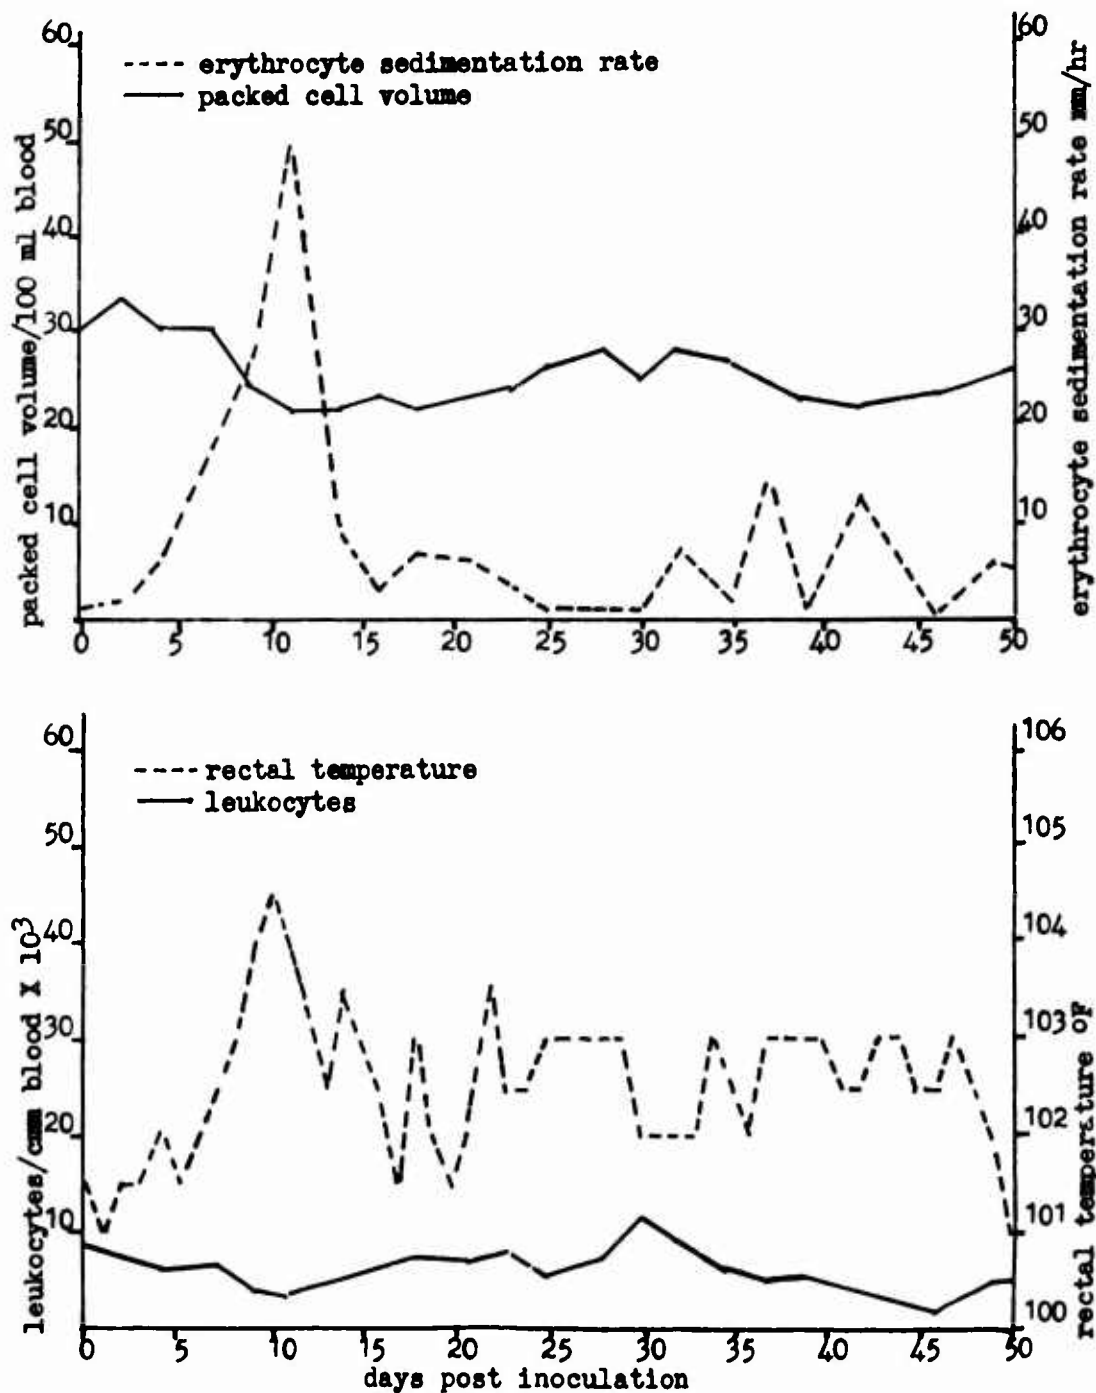 ---- erythrocyte sedimentation rate
—— packed cell volume
packed cell volume/100 ml blood
60
50
40
30
20
10
erythrocyte sedimentation rate mm/hr
60
50
40
30
20
10
0 5 10 15 20 25 30 35 40 45 50
---- rectal temperature
—— leukocytes
leukocytes/cmm blood X 10³
60
50
40
30
20
10
rectal temperature ºF
106
105
104
103
102
101
100
0 5 10 15 20 25 30 35 40 45 50
days post inoculation